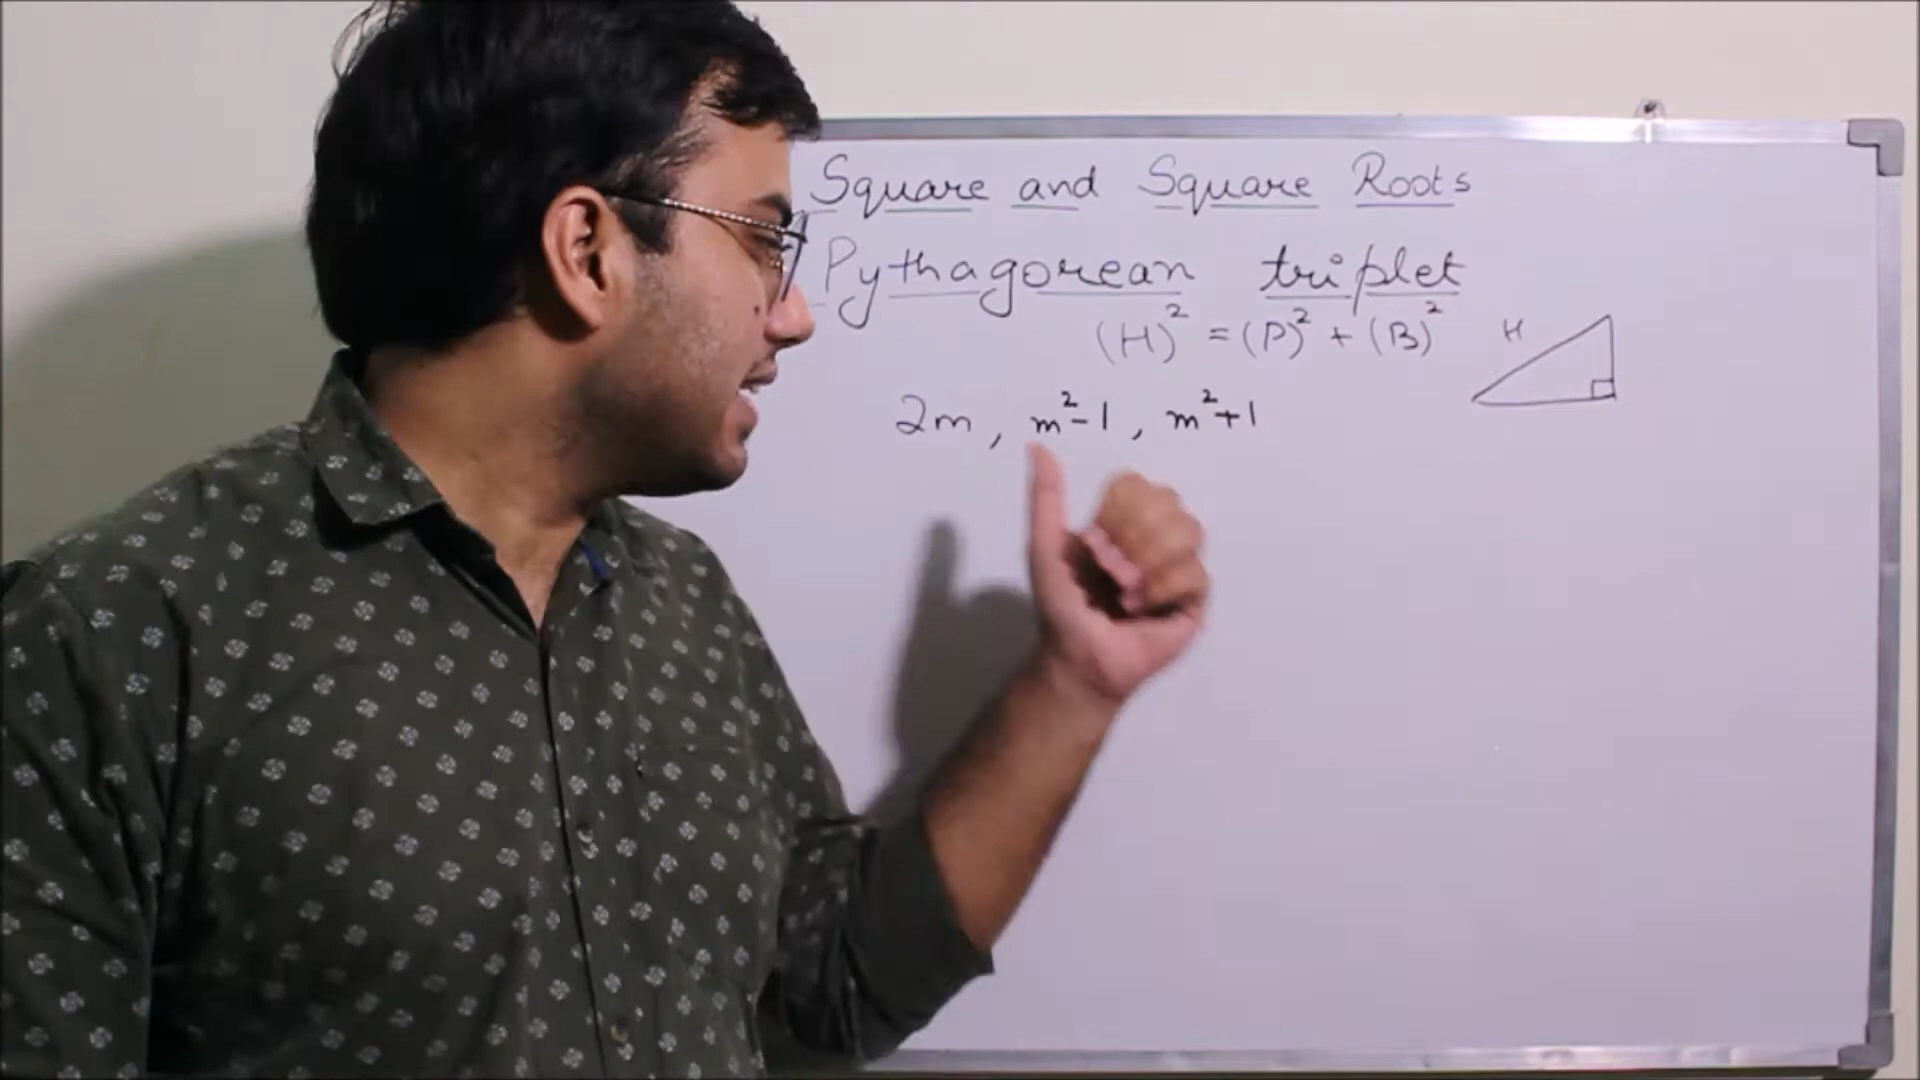 Square and Square Roots
Pythagorean triplet
(H)² = (P)² + (B)²
H
2m, m²-1, m²+1